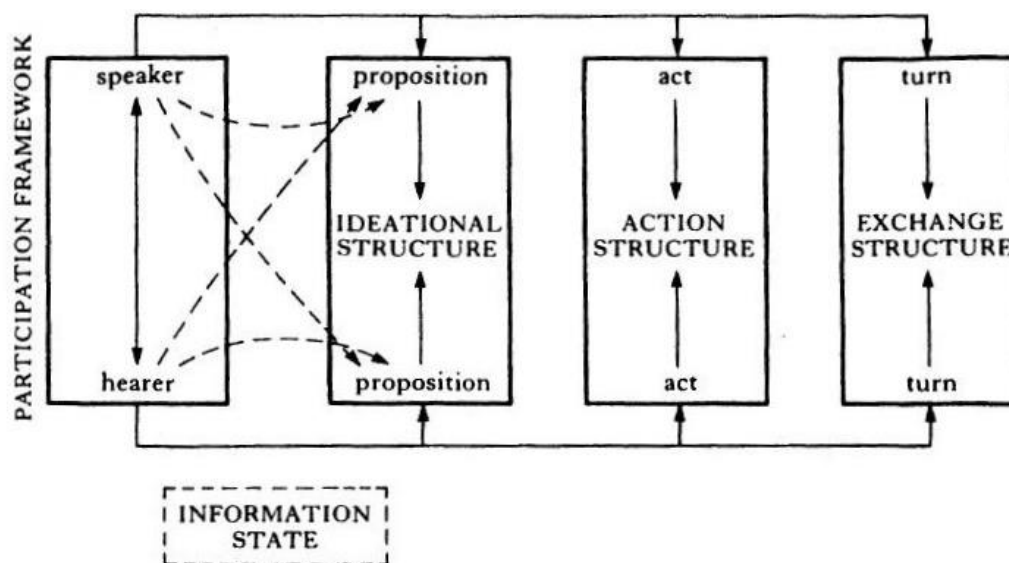 PARTICIPATION FRAMEWORK
speaker
hearer
proposition
IDEATIONAL
STRUCTURE
proposition
act
ACTION
STRUCTURE
act
turn
EXCHANGE
STRUCTURE
turn
INFORMATION
STATE